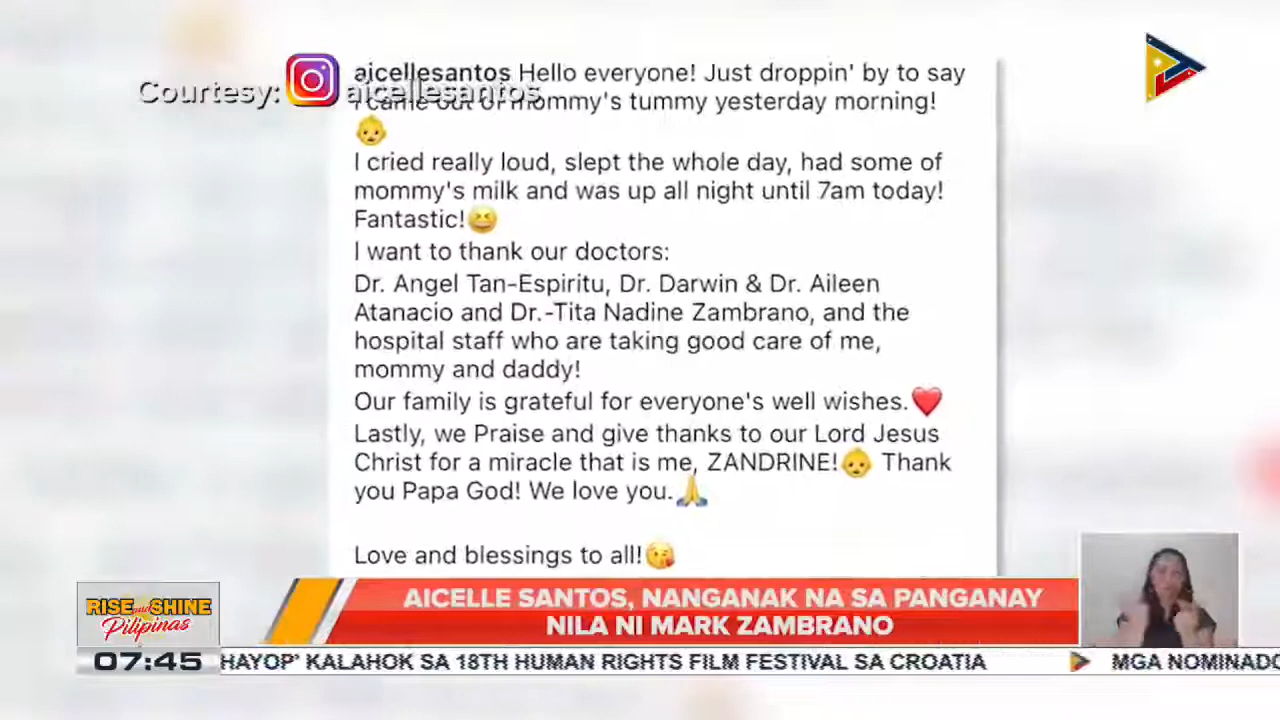 Courtesy: aicellesantos
aicellesantos Hello everyone! Just droppin' by to say
I came out of mommy's tummy yesterday morning!
👶
I cried really loud, slept the whole day, had some of
mommy's milk and was up all night until 7am today!
Fantastic!😆
I want to thank our doctors:
Dr. Angel Tan-Espiritu, Dr. Darwin & Dr. Aileen
Atanacio and Dr.-Tita Nadine Zambrano, and the
hospital staff who are taking good care of me,
mommy and daddy!
Our family is grateful for everyone's well wishes.❤️
Lastly, we Praise and give thanks to our Lord Jesus
Christ for a miracle that is me, ZANDRINE!👶 Thank
you Papa God! We love you.🙏
Love and blessings to all!😘
AICELLE SANTOS, NANGANAK NA SA PANGANAY
NILA NI MARK ZAMBRANO
RISE and SHINE
Pilipinas
07:45
HAYOP' KALAHOK SA 18TH HUMAN RIGHTS FILM FESTIVAL SA CROATIA MGA NOMINADO